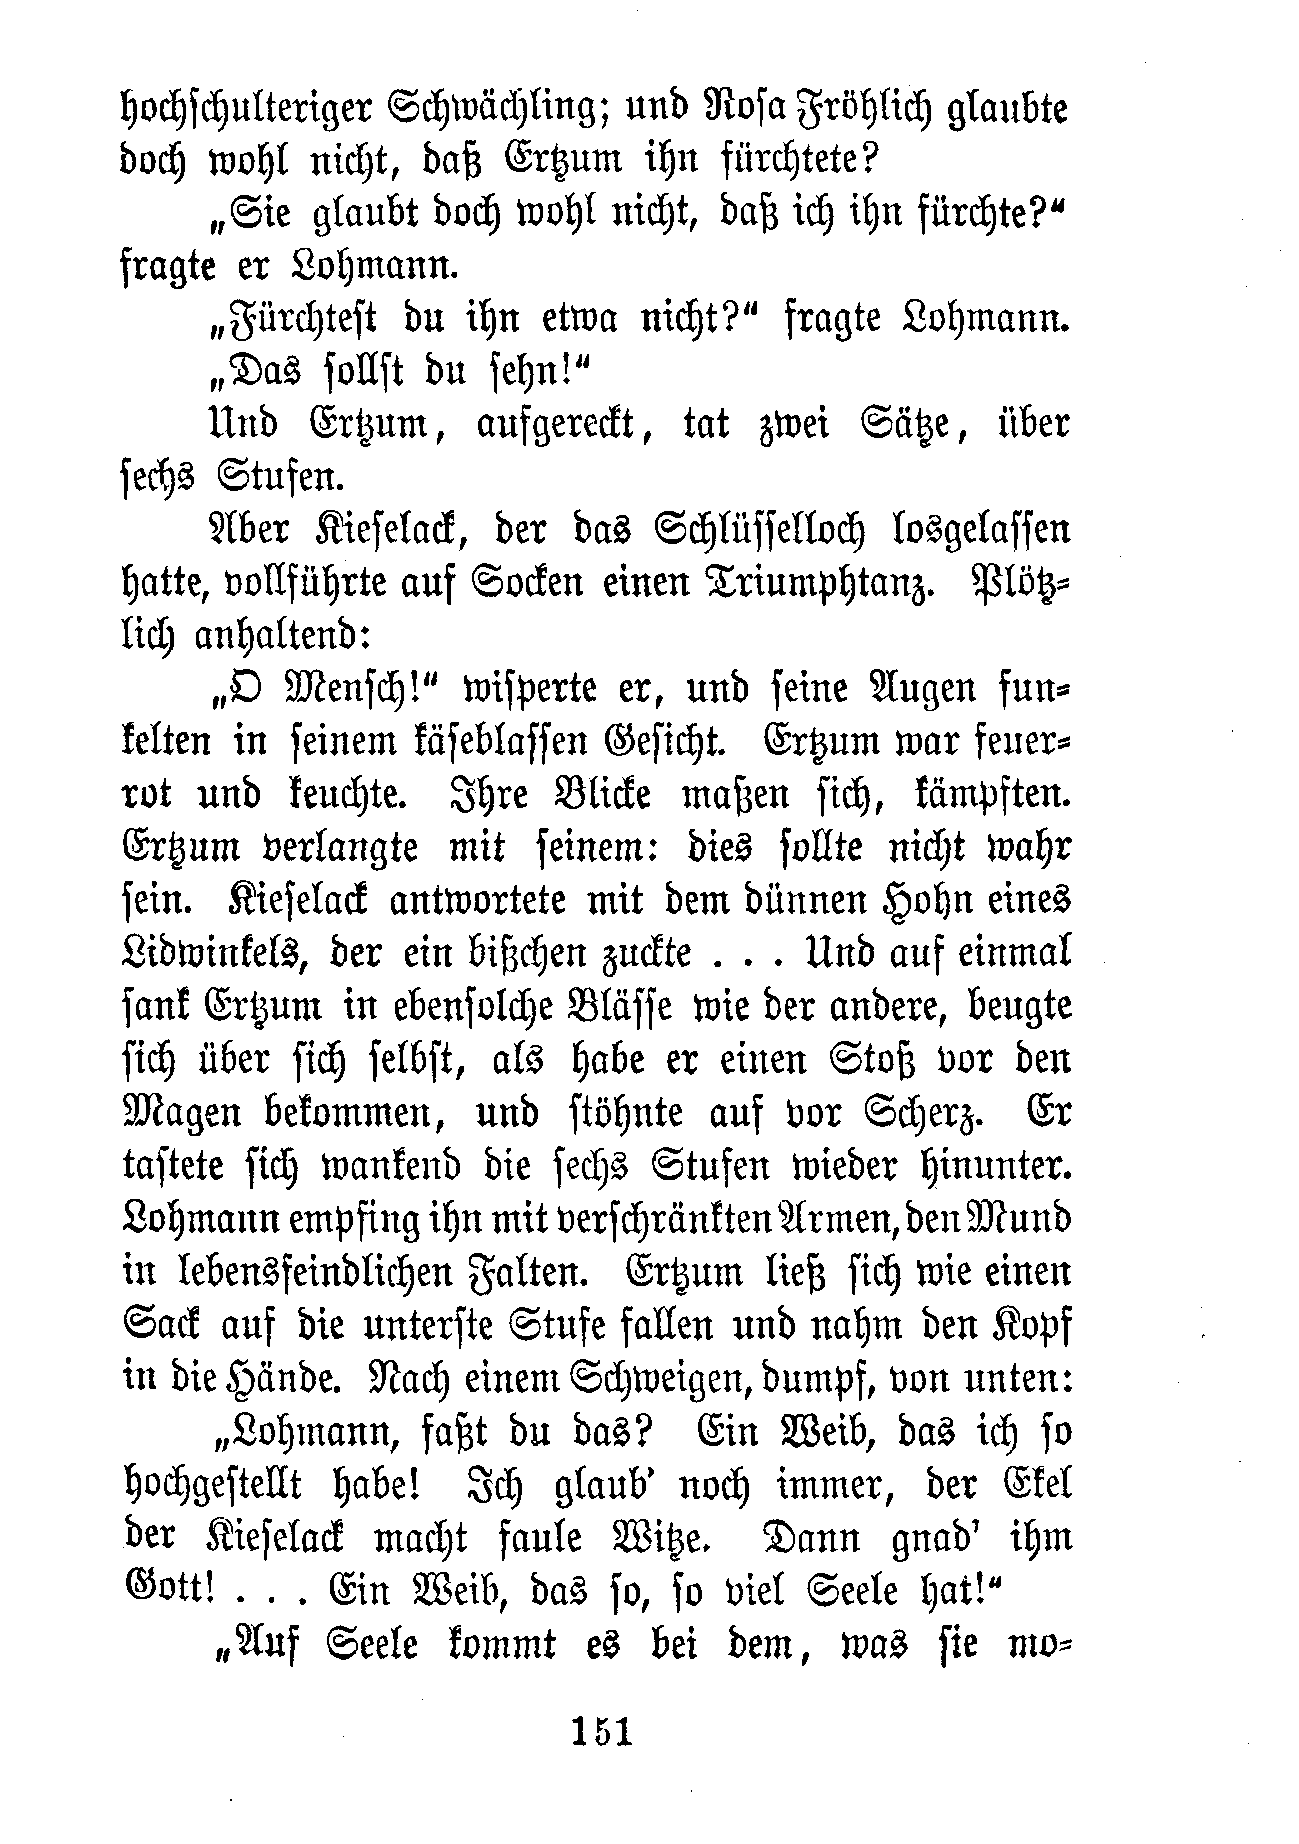 hochschulteriger Schwächling; und Rosa Fröhlich glaubte
doch wohl nicht, daß Ertzum ihn fürchtete?
„Sie glaubt doch wohl nicht, daß ich ihn fürchte?“
fragte er Lohmann.
„Fürchtest du ihn etwa nicht?“ fragte Lohmann.
„Das sollst du sehn!“
Und Ertzum, aufgereckt, tat zwei Sätze, über
sechs Stufen.
Aber Kieselack, der das Schlüsselloch losgelassen
hatte, vollführte auf Socken einen Triumphtanz. Plötz-
lich anhaltend:
„O Mensch!“ wisperte er, und seine Augen fun-
kelten in seinem käseblassen Gesicht. Ertzum war feuer-
rot und keuchte. Ihre Blicke maßen sich, kämpften.
Ertzum verlangte mit seinem: dies sollte nicht wahr
sein. Kieselack antwortete mit dem dünnen Hohn eines
Lidwinkels, der ein bißchen zuckte . . . Und auf einmal
sank Ertzum in ebensolche Blässe wie der andere, beugte
sich über sich selbst, als habe er einen Stoß vor den
Magen bekommen, und stöhnte auf vor Scherz. Er
tastete sich wankend die sechs Stufen wieder hinunter.
Lohmann empfing ihn mit verschränkten Armen, den Mund
in lebensfeindlichen Falten. Ertzum ließ sich wie einen
Sack auf die unterste Stufe fallen und nahm den Kopf
in die Hände. Nach einem Schweigen, dumpf, von unten:
„Lohmann, faßt du das? Ein Weib, das ich so
hochgestellt habe! Ich glaub’ noch immer, der Ekel
der Kieselack macht faule Witze. Dann gnad’ ihm
Gott! . . . Ein Weib, das so, so viel Seele hat!“
„Auf Seele kommt es bei dem, was sie mo-
151